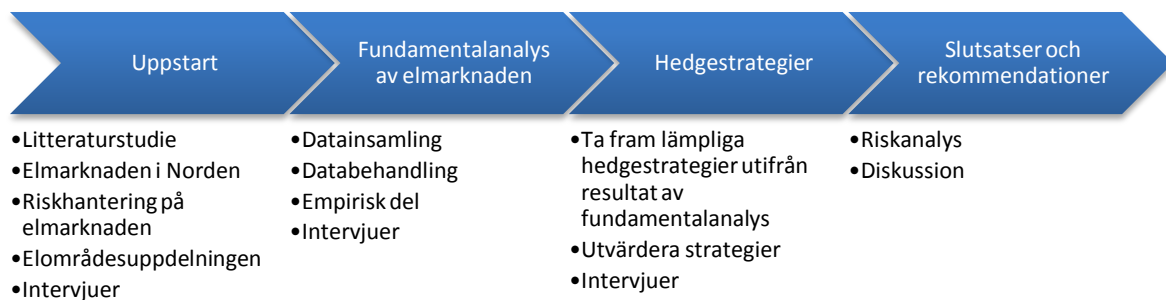 Uppstart
Fundamentalanalys
av elmarknaden
Hedgestrategier
Slutsatser och
rekommendationer
•Litteraturstudie
•Elmarknaden i Norden
•Riskhantering på
elmarknaden
•Elområdesuppdelningen
•Intervjuer
•Datainsamling
•Databehandling
•Empirisk del
•Intervjuer
•Ta fram lämpliga
hedgestrategier utifrån
resultat av
fundamentalanalys
•Utvärdera strategier
•Intervjuer
•Riskanalys
•Diskussion